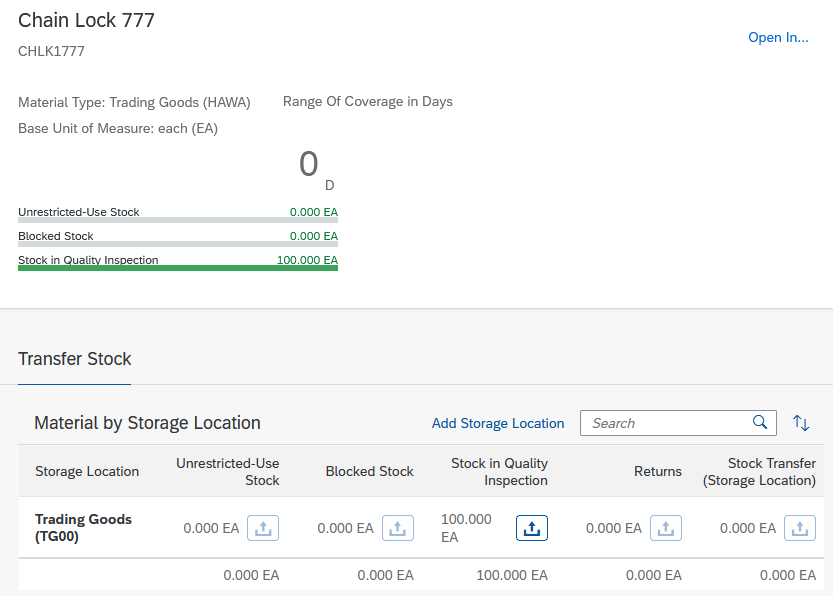 Chain Lock 777
CHLK1777
Open In...
Material Type: Trading Goods (HAWA)
Range Of Coverage in Days
Base Unit of Measure: each (EA)
0 D
Unrestricted-Use Stock 0.000 EA
Blocked Stock 0.000 EA
Stock in Quality Inspection 100.000 EA
Transfer Stock
Material by Storage Location
Add Storage Location
Search
Storage Location
Unrestricted-Use
Stock
Blocked Stock
Stock in Quality
Inspection
Returns
Stock Transfer
(Storage Location)
Trading Goods
(TG00)
0.000 EA
0.000 EA
100.000
EA
0.000 EA
0.000 EA
0.000 EA 0.000 EA 100.000 EA 0.000 EA 0.000 EA